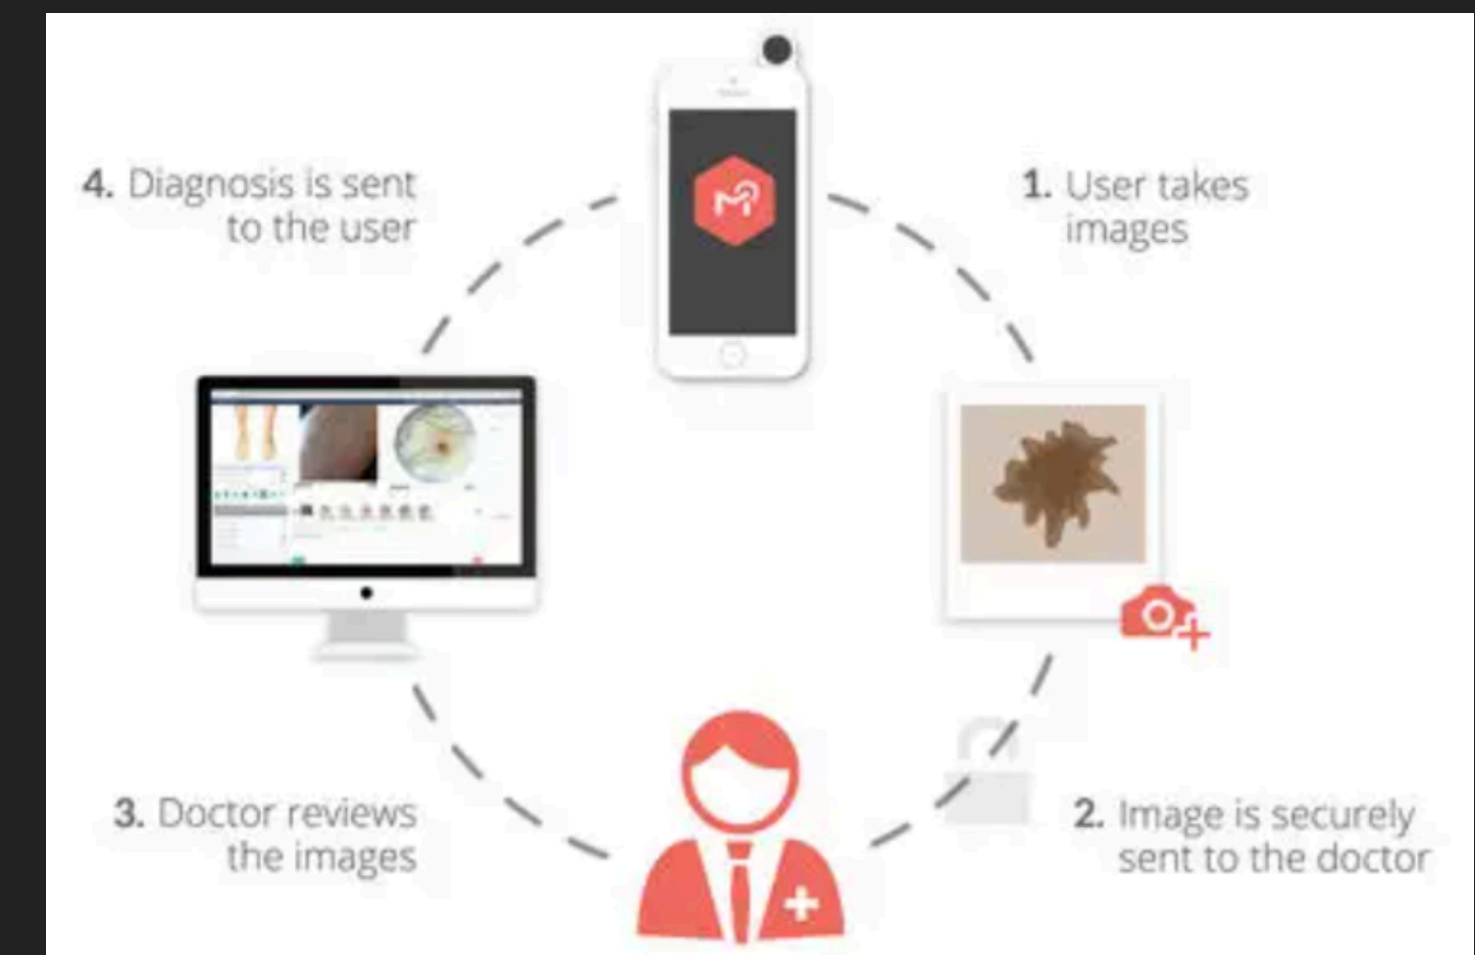 1. User takes
images
2. Image is securely
sent to the doctor
3. Doctor reviews
the images
4. Diagnosis is sent
to the user